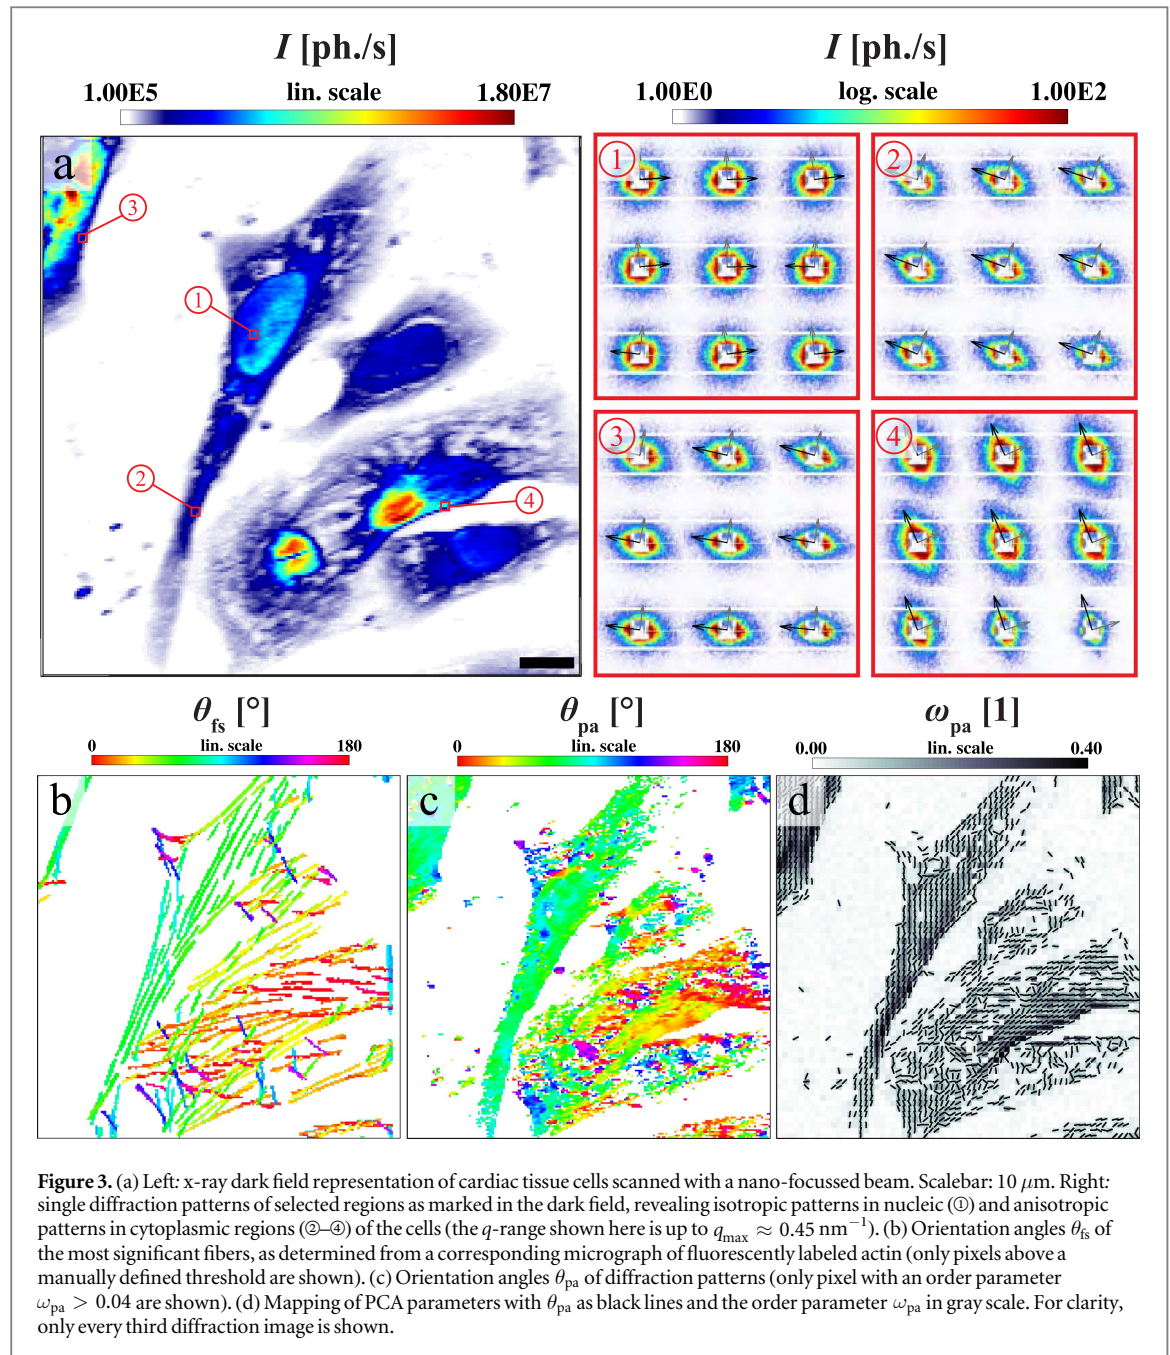 I [ph./s]
1.00E5 lin. scale 1.80E7
I [ph./s]
1.00E0 log. scale 1.00E2
a
③
①
②
④
①
②
③
④
θfs [°]
0 lin. scale 180
θpa [°]
0 lin. scale 180
ωpa [1]
0.00 lin. scale 0.40
b
c
d
Figure 3. (a) Left: x-ray dark field representation of cardiac tissue cells scanned with a nano-focussed beam. Scalebar: 10 μm. Right:
single diffraction patterns of selected regions as marked in the dark field, revealing isotropic patterns in nucleic (①) and anisotropic
patterns in cytoplasmic regions (②–④) of the cells (the q-range shown here is up to qmax ≈ 0.45 nm⁻¹). (b) Orientation angles θfs of
the most significant fibers, as determined from a corresponding micrograph of fluorescently labeled actin (only pixels above a
manually defined threshold are shown). (c) Orientation angles θpa of diffraction patterns (only pixel with an order parameter
ωpa > 0.04 are shown). (d) Mapping of PCA parameters with θpa as black lines and the order parameter ωpa in gray scale. For clarity,
only every third diffraction image is shown.